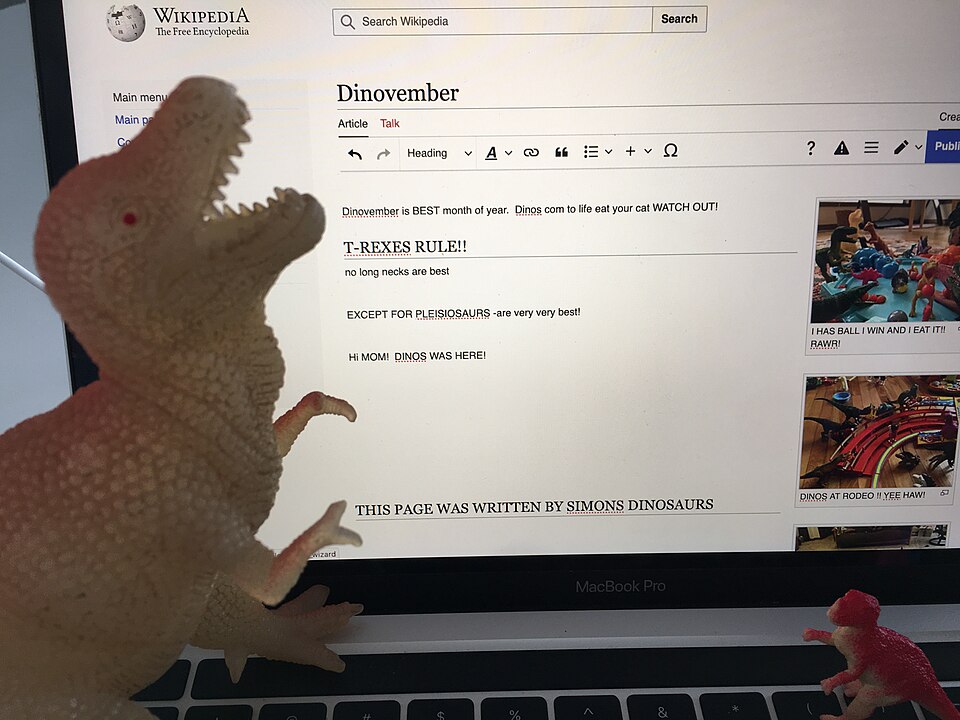 WIKIPEDIA
The Free Encyclopedia
Search Wikipedia
Search
Main menu
Main
Dinovember
Article Talk
Heading A Ω ?
Dinovember is BEST month of year. Dinos com to life eat your cat WATCH OUT!
T-REXES RULE!!
no long necks are best
EXCEPT FOR PLEISIOSAURS -are very very best!
Hi MOM! DINOS WAS HERE!
I HAS BALL I WIN AND I EAT IT!!
RAWR!
DINOS AT RODEO !! YEE HAW!
THIS PAGE WAS WRITTEN BY SIMONS DINOSAURS
wizard
MacBook Pro
# $ % ^ & * (